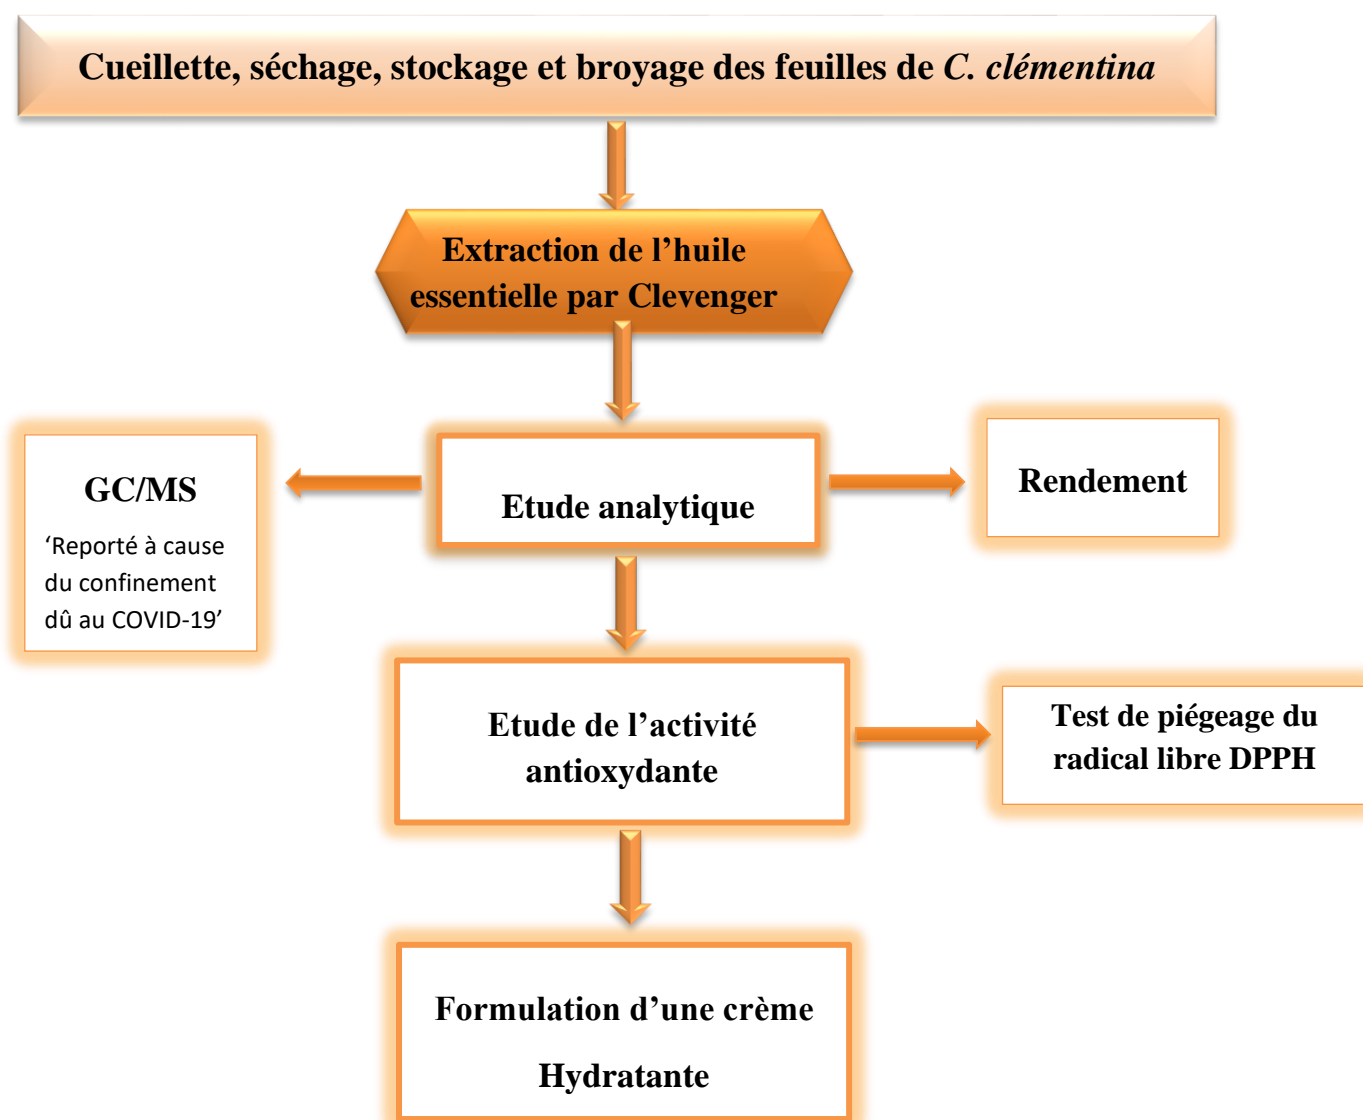 Cueillette, séchage, stockage et broyage des feuilles de C. clémentina
Extraction de l’huile
essentielle par Clevenger
GC/MS
‘Reporté à cause
du confinement
dû au COVID-19’
Etude analytique
Rendement
Etude de l’activité
antioxydante
Test de piégeage du
radical libre DPPH
Formulation d’une crème
Hydratante